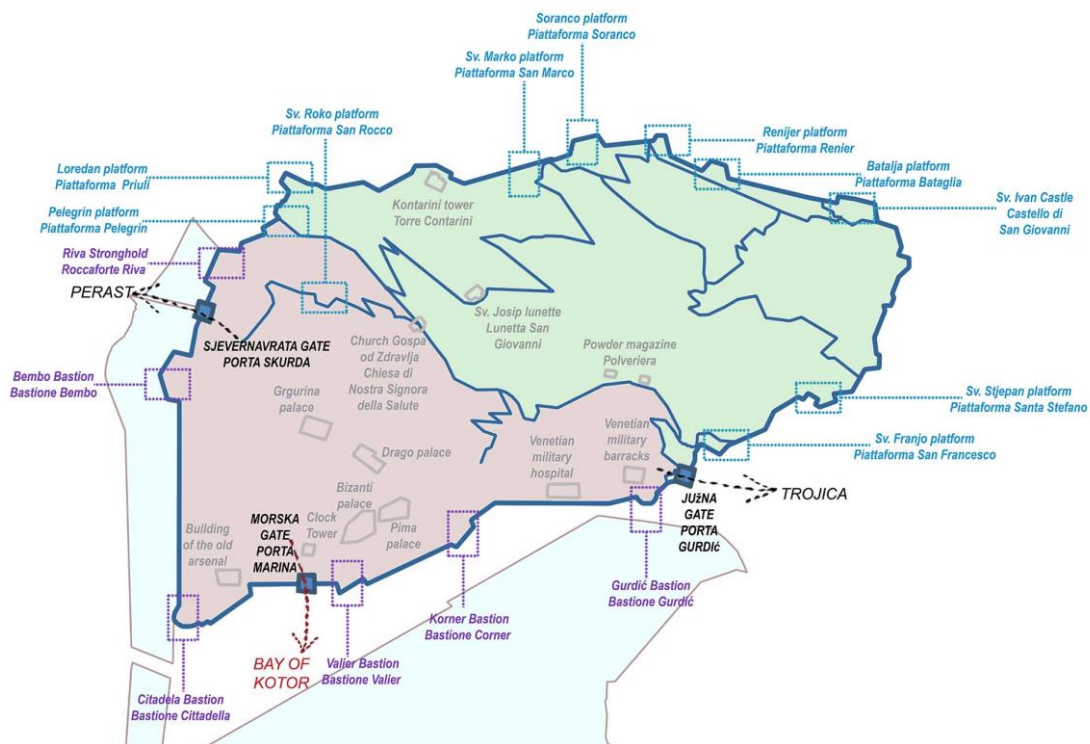 Soranco platform
Piattaforma Soranco
Sv. Marko platform
Piattaforma San Marco
Sv. Roko platform
Piattaforma San Rocco
Renijer platform
Piattaforma Renier
Loredan platform
Piattaforma Priuli
Batalja platform
Piattaforma Bataglia
Kontarini tower
Torre Contarini
Sv. Ivan Castle
Castello di
San Giovanni
Pelegrin platform
Piattaforma Pelegrin
Riva Stronghold
Roccaforte Riva
PERAST
Sv. Josip lunette
Lunetta San
Giovanni
SJEVERNAVRATA GATE
PORTA SKURDA
Church Gospa
od Zdravlja
Chiesa di
Nostra Signora
della Salute
Powder magazine
Polveriera
Bembo Bastion
Bastione Bembo
Grgurina
palace
Sv. Stjepan platform
Piattaforma Santa Stefano
Drago palace
Venetian
military
hospital
Venetian
military
barracks
Sv. Franjo platform
Piattaforma San Francesco
Bizanti
palace
TROJICA
JUžNA
GATE
PORTA
GURDIć
MORSKA
GATE
PORTA
MARINA
Clock
Tower
Pima
palace
Building
of the old
arsenal
Gurdić Bastion
Bastione Gurdić
Korner Bastion
Bastione Corner
BAY OF
KOTOR
Valier Bastion
Bastione Valier
Citadela Bastion
Bastione Cittadella